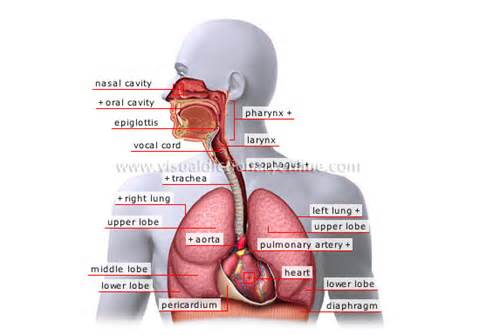 nasal cavity
+ oral cavity
epiglottis
pharynx +
vocal cord
larynx
esophagus +
+ trachea
+ right lung
left lung +
upper lobe
upper lobe
+ aorta
pulmonary artery +
middle lobe
heart
lower lobe
lower lobe
pericardium
diaphragm